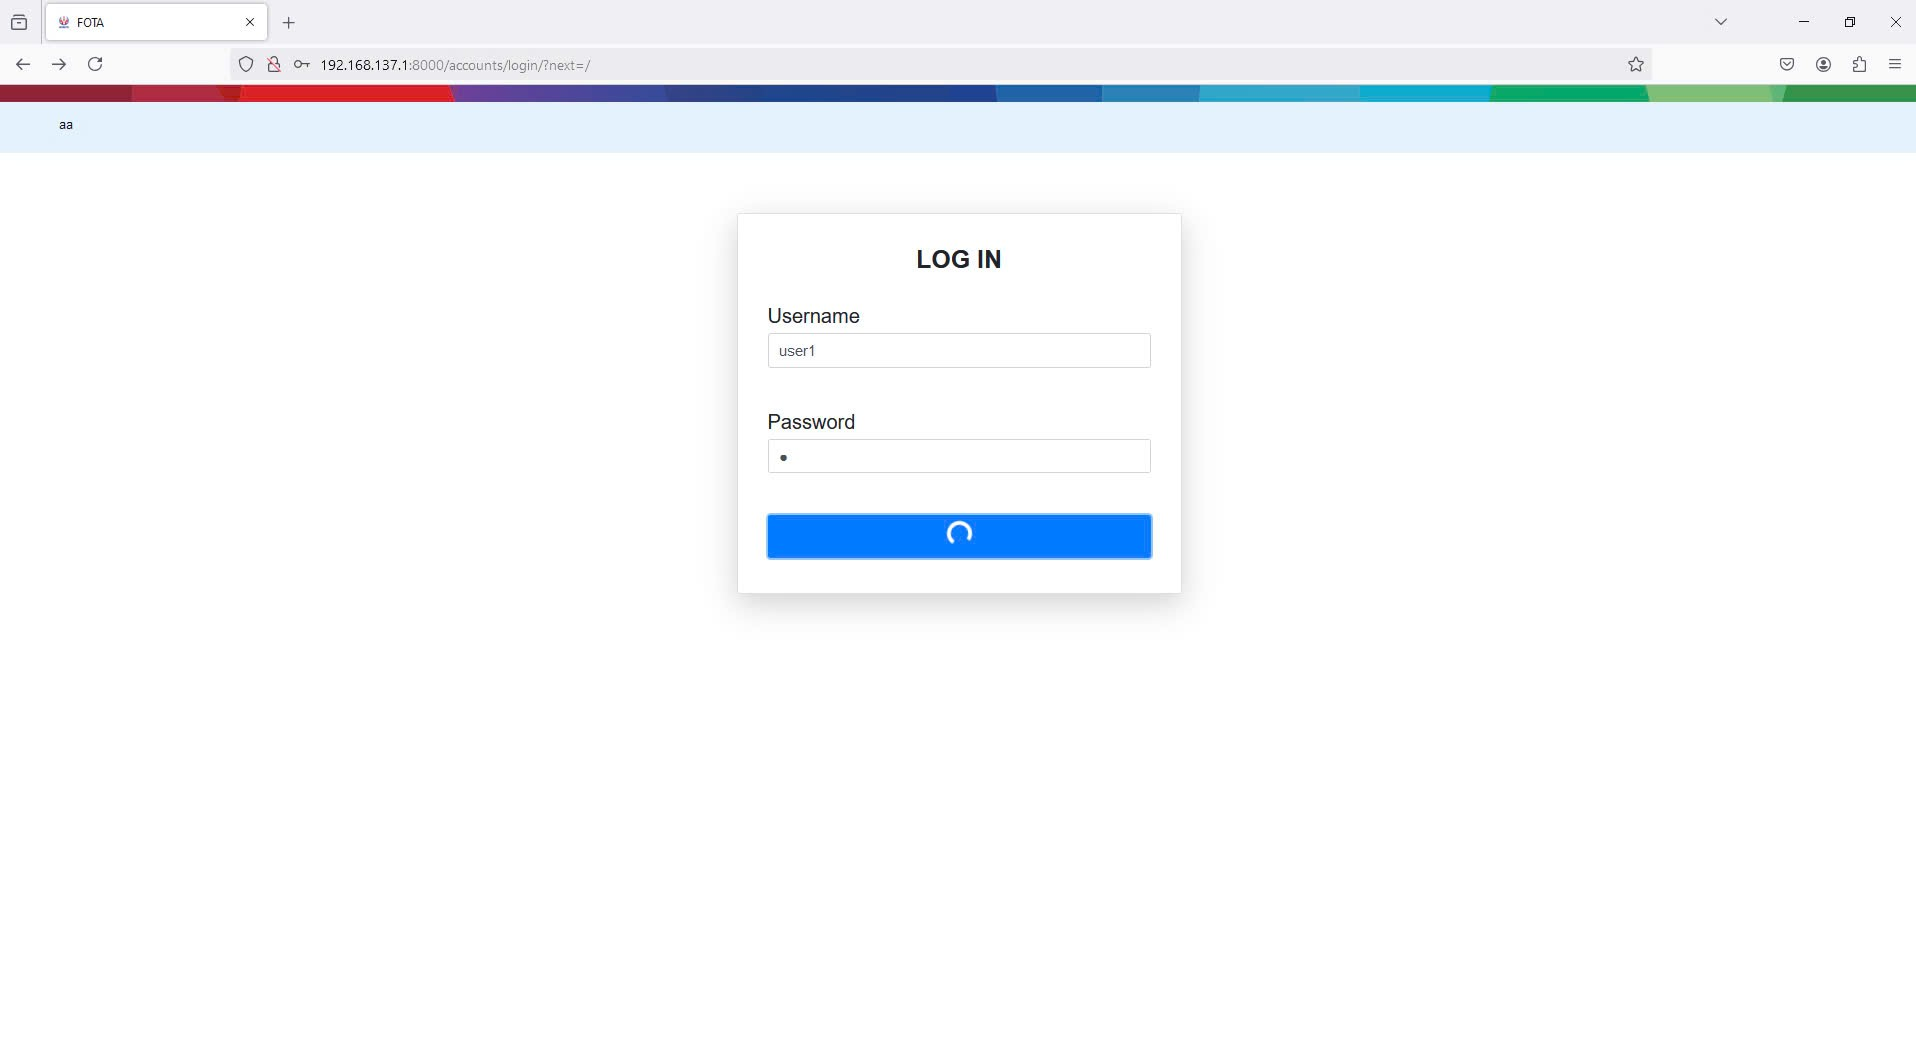 FOTA
192.168.137.1:8000/accounts/login/?next=/
aa
LOG IN
Username
user1
Password